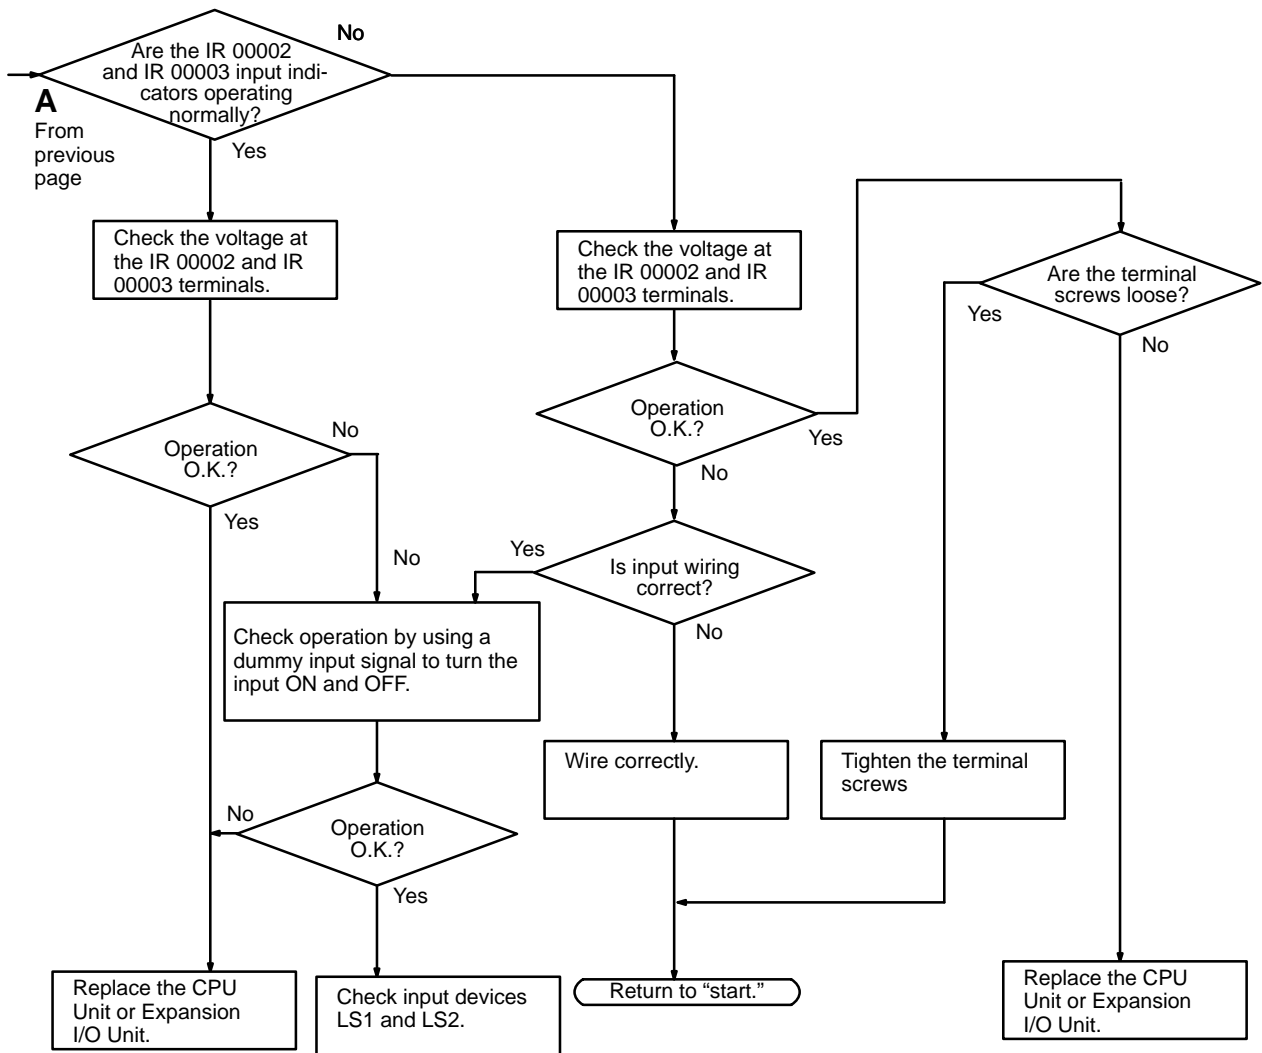 No
Are the IR 00002
and IR 00003 input indi-
cators operating
normally?
A
From
previous
page
Yes
Check the voltage at
the IR 00002 and IR
00003 terminals.
Check the voltage at
the IR 00002 and IR
00003 terminals.
Are the terminal
screws loose?
Yes
No
Operation
O.K.?
No
Yes
Operation
O.K.?
Yes
No
No
Yes
Is input wiring
correct?
No
Check operation by using a
dummy input signal to turn the
input ON and OFF.
Wire correctly.
Tighten the terminal
screws
No
Operation
O.K.?
Yes
Replace the CPU
Unit or Expansion
I/O Unit.
Check input devices
LS1 and LS2.
Return to “start.”
Replace the CPU
Unit or Expansion
I/O Unit.